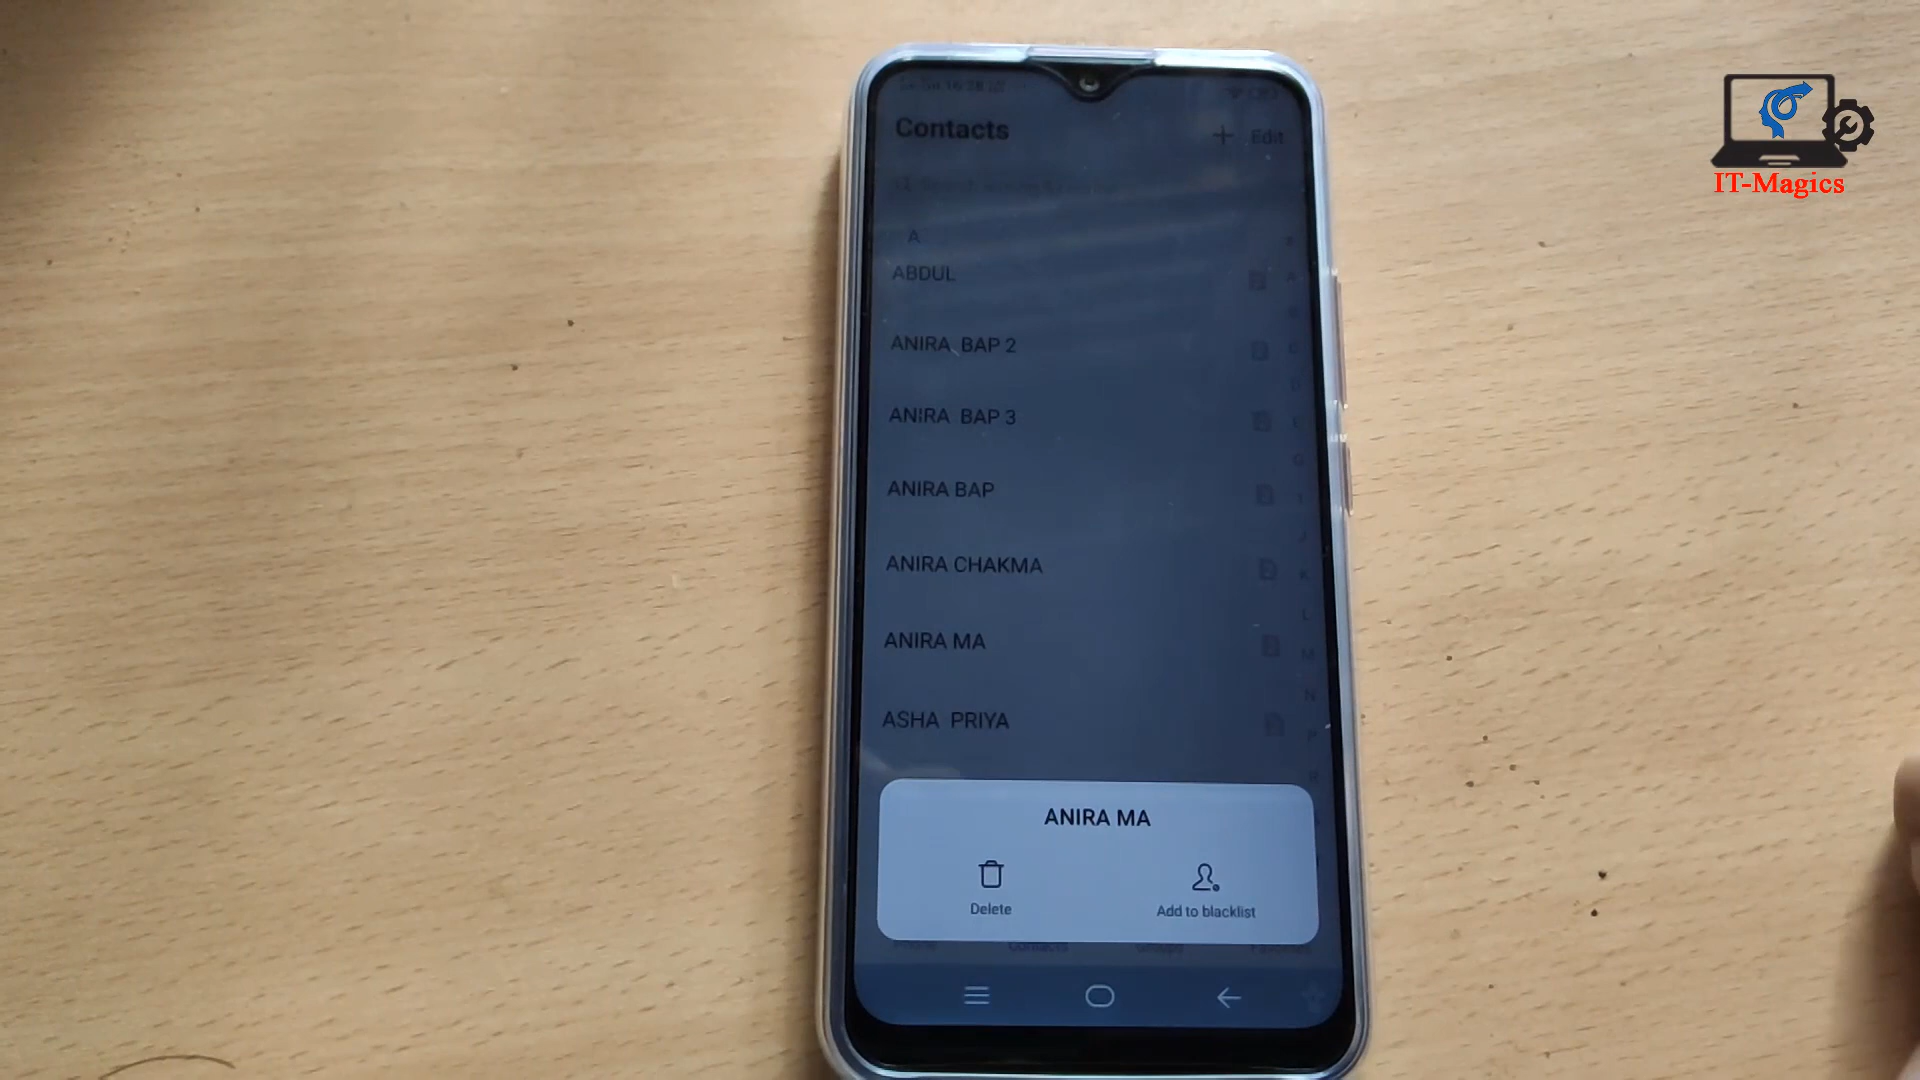 IT-Magics
Contacts
+ Edit
A
ABDUL
ANIRA BAP 2
ANIRA BAP 3
ANIRA BAP
ANIRA CHAKMA
ANIRA MA
ASHA PRIYA
ANIRA MA
Delete
Add to blacklist
Contacts